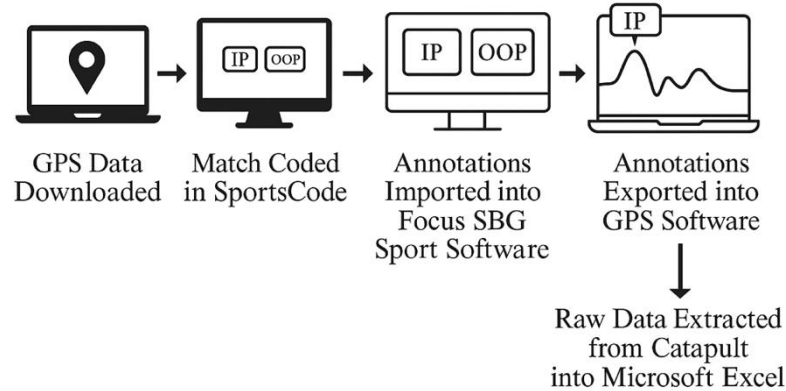 IP
OOP
IP
OOP
IP
GPS Data
Downloaded
Match Coded
in SportsCode
Annotations
Imported into
Focus SBG
Sport Software
Annotations
Exported into
GPS Software
Raw Data Extracted
from Catapult
into Microsoft Excel